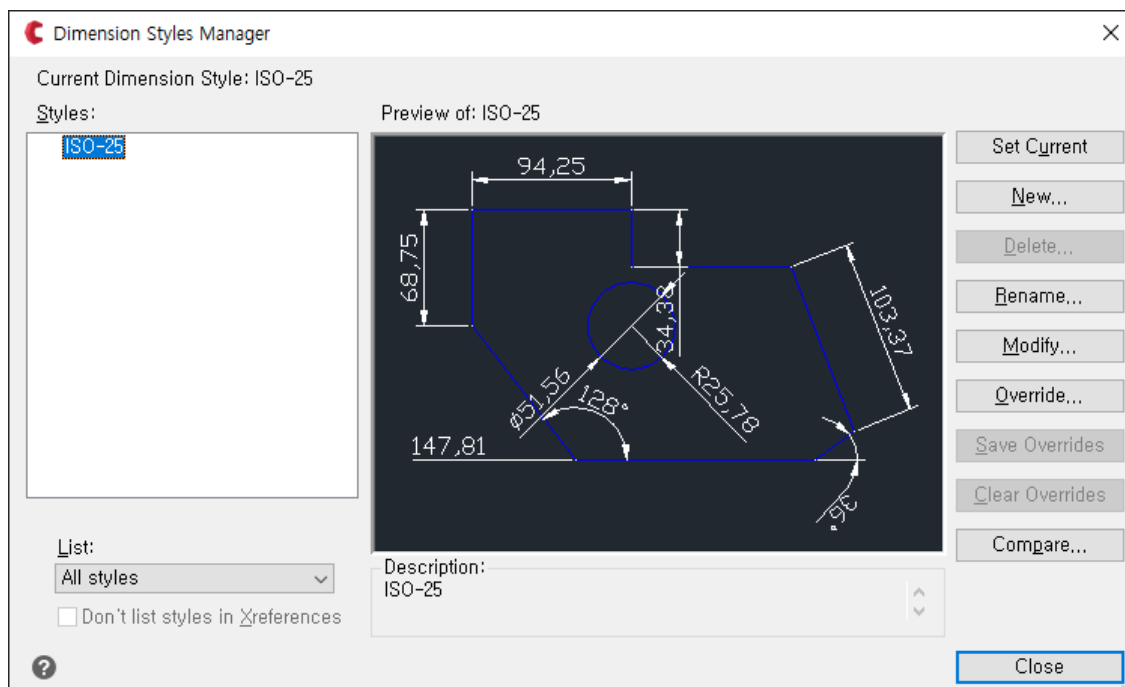 Dimension Styles Manager
Current Dimension Style: ISO-25
Styles:
ISO-25
Preview of: ISO-25
94,25
68,75
34,38
103,37
ø51,56
128°
R25,78
147,81
36°
Set Current
New...
Delete...
Rename...
Modify...
Override...
Save Overrides
Clear Overrides
Compare...
List:
All styles
Don't list styles in Xreferences
Description:
ISO-25
Close